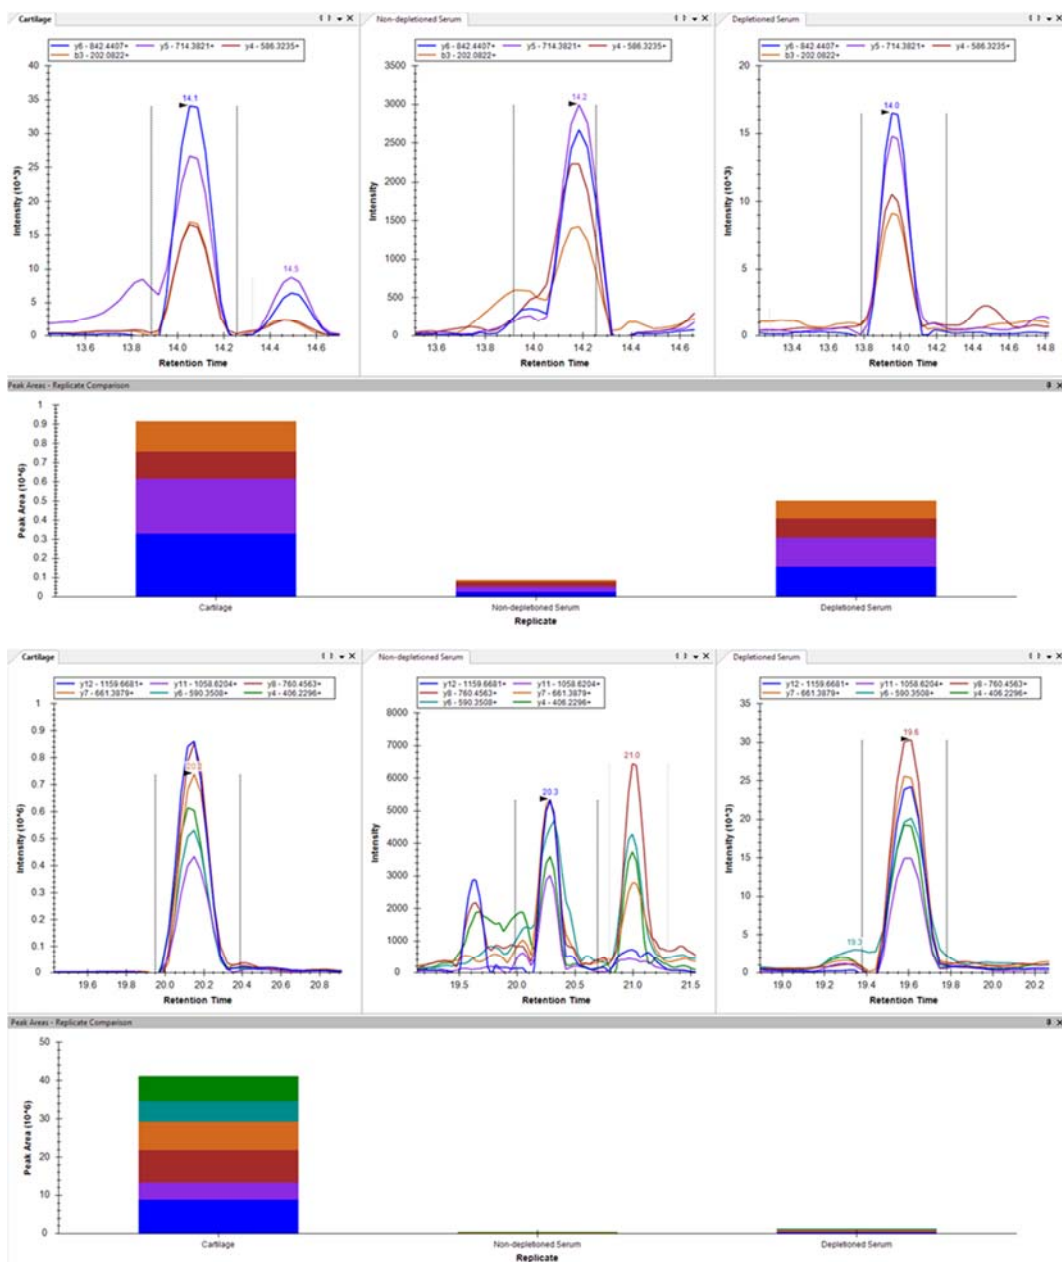 Cartilage
Non-depletioned Serum
Depletioned Serum
y6 - 842.4407+ y5 - 714.3821+ y4 - 586.3235+
b3 - 202.0822+
y6 - 842.4407+ y5 - 714.3821+ y4 - 586.3235+
b3 - 202.0822+
y6 - 842.4407+ y5 - 714.3821+ y4 - 586.3235+
b3 - 202.0822+
40
35
30
25
20
15
10
5
0
Intensity (10^3)
14.1
14.5
13.6 13.8 14.0 14.2 14.4 14.6
Retention Time
3500
3000
2500
2000
1500
1000
500
0
Intensity
14.2
13.6 13.8 14.0 14.2 14.4 14.6
Retention Time
20
15
10
5
0
Intensity (10^3)
14.0
13.4 13.6 13.8 14.0 14.2 14.4 14.6 14.8
Retention Time
Peak Areas - Replicate Comparison
1
0.9
0.8
0.7
0.6
0.5
0.4
0.3
0.2
0.1
0
Peak Area (10^6)
Cartilage Non-depletioned Serum Depletioned Serum
Replicate
Cartilage
Non-depletioned Serum
Depletioned Serum
y12 - 1159.6681+ y11 - 1058.6204+ y8 - 760.4563+
y7 - 661.3879+ y6 - 590.3508+ y4 - 406.2296+
y12 - 1159.6681+ y11 - 1058.6204+
y8 - 760.4563+ y7 - 661.3879+
y6 - 590.3508+ y4 - 406.2296+
y12 - 1159.6681+ y11 - 1058.6204+ y8 - 760.4563+
y7 - 661.3879+ y6 - 590.3508+ y4 - 406.2296+
1
0.9
0.8
0.7
0.6
0.5
0.4
0.3
0.2
0.1
0
Intensity (10^6)
19.6 19.8 20.0 20.2 20.4 20.6 20.8
Retention Time
8000
7000
6000
5000
4000
3000
2000
1000
0
Intensity
20.3
21.0
19.5 20.0 20.5 21.0 21.5
Retention Time
35
30
25
20
15
10
5
0
Intensity (10^3)
19.3
19.6
19.0 19.2 19.4 19.6 19.8 20.0 20.2
Retention Time
Peak Areas - Replicate Comparison
50
40
30
20
10
0
Peak Area (10^6)
Cartilage Non-depletioned Serum Depletioned Serum
Replicate